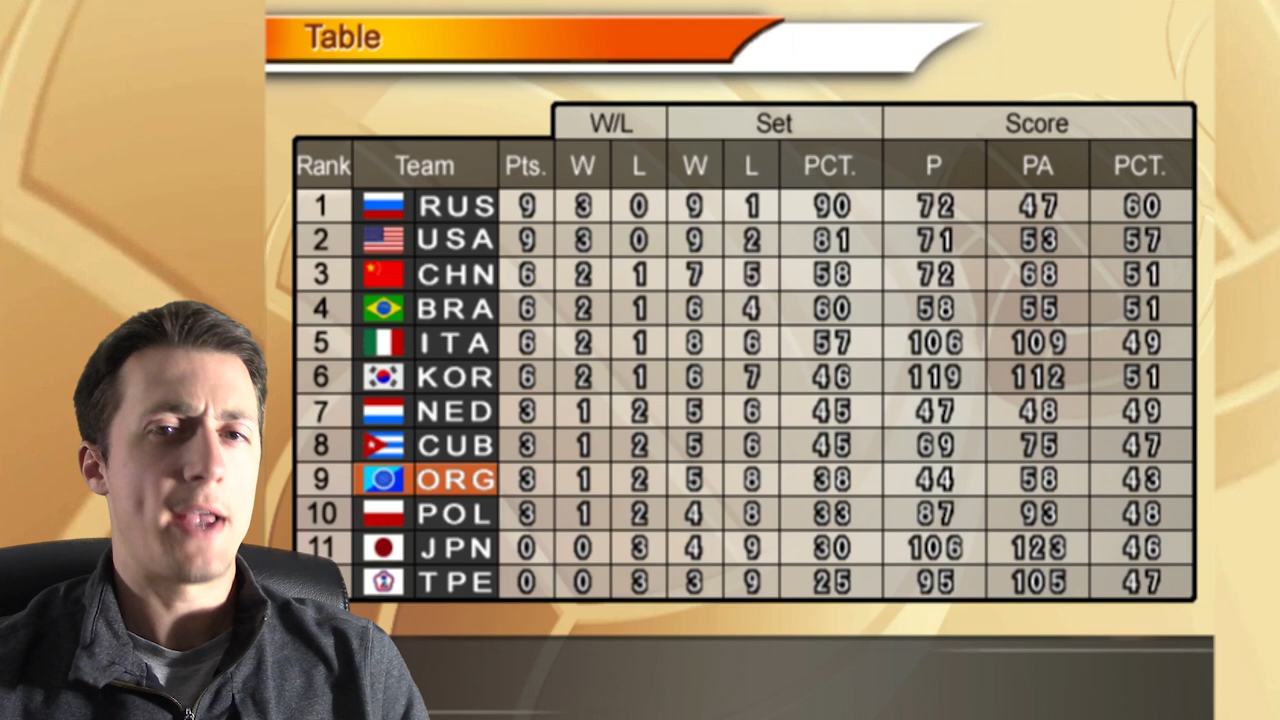 Table
W/L Set Score
Rank Team Pts. W L W L PCT. P PA PCT.
1 RUS 9 3 0 9 1 90 72 47 60
2 USA 9 3 0 9 2 81 71 53 57
3 CHN 6 2 1 7 5 58 72 68 51
4 BRA 6 2 1 6 4 60 58 55 51
5 ITA 6 2 1 8 6 57 106 109 49
6 KOR 6 2 1 6 7 46 119 112 51
7 NED 3 1 2 5 6 45 47 48 49
8 CUB 3 1 2 5 6 45 69 75 47
9 ORG 3 1 2 5 8 38 44 58 43
10 POL 3 1 2 4 8 33 87 93 48
11 JPN 0 0 3 4 9 30 106 123 46
TPE 0 0 3 3 9 25 95 105 47